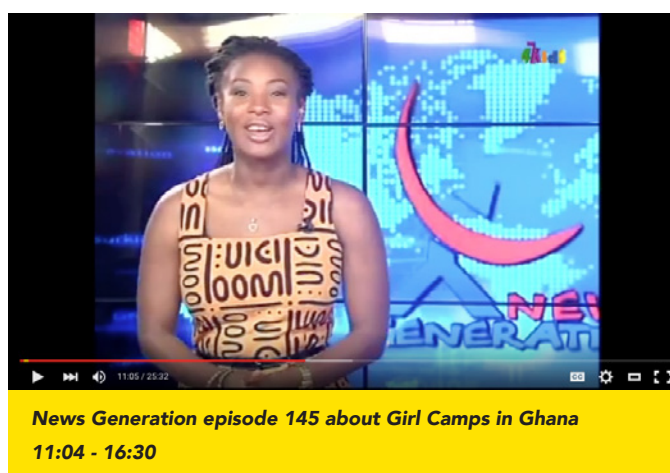 NEW
GENERATI
11:05 / 25:32
CC
News Generation episode 145 about Girl Camps in Ghana
11:04 - 16:30